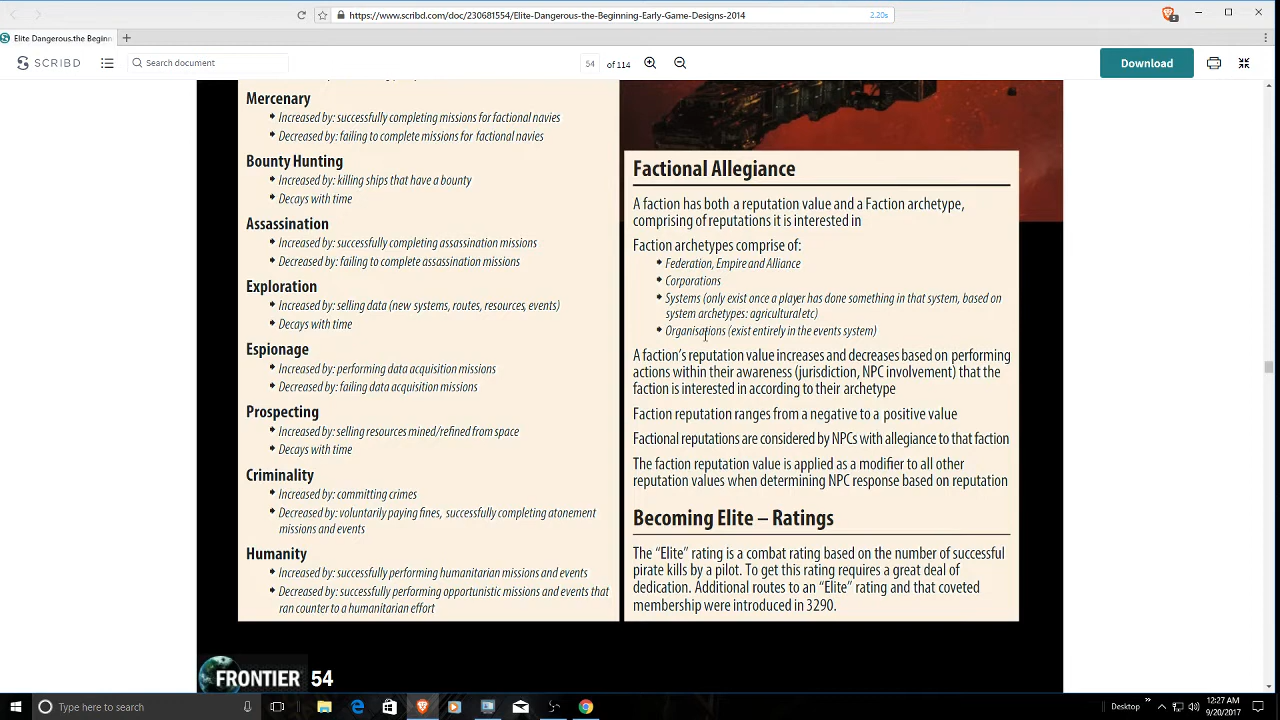 https://www.scribd.com/doc/230681554/Elite-Dangerous-the-Beginning-Early-Game-Designs-2014
2.20s
Elite Dangerous.the Beginn
SCRIBD
Search document
54 of 114
Download
Mercenary
Increased by: successfully completing missions for factional navies
Decreased by: failing to complete missions for factional navies
Bounty Hunting
Increased by: killing ships that have a bounty
Decays with time
Assassination
Increased by: successfully completing assassination missions
Decreased by: failing to complete assassination missions
Exploration
Increased by: selling data (new systems, routes, resources, events)
Decays with time
Espionage
Increased by: performing data acquisition missions
Decreased by: failing data acquisition missions
Prospecting
Increased by: selling resources mined/refined from space
Decays with time
Criminality
Increased by: committing crimes
Decreased by: voluntarily paying fines, successfully completing atonement
missions and events
Humanity
Increased by: successfully performing humanitarian missions and events
Decreased by: successfully performing opportunistic missions and events that
ran counter to a humanitarian effort
Factional Allegiance
A faction has both a reputation value and a Faction archetype,
comprising of reputations it is interested in
Faction archetypes comprise of:
Federation, Empire and Alliance
Corporations
Systems (only exist once a player has done something in that system, based on
system archetypes: agricultural etc)
Organisations (exist entirely in the events system)
A faction's reputation value increases and decreases based on performing
actions within their awareness (jurisdiction, NPC involvement) that the
faction is interested in according to their archetype
Faction reputation ranges from a negative to a positive value
Factional reputations are considered by NPCs with allegiance to that faction
The faction reputation value is applied as a modifier to all other
reputation values when determining NPC response based on reputation
Becoming Elite – Ratings
The "Elite" rating is a combat rating based on the number of successful
pirate kills by a pilot. To get this rating requires a great deal of
dedication. Additional routes to an "Elite" rating and that coveted
membership were introduced in 3290.
FRONTIER 54
Type here to search
Desktop
12:27 AM
9/20/2017